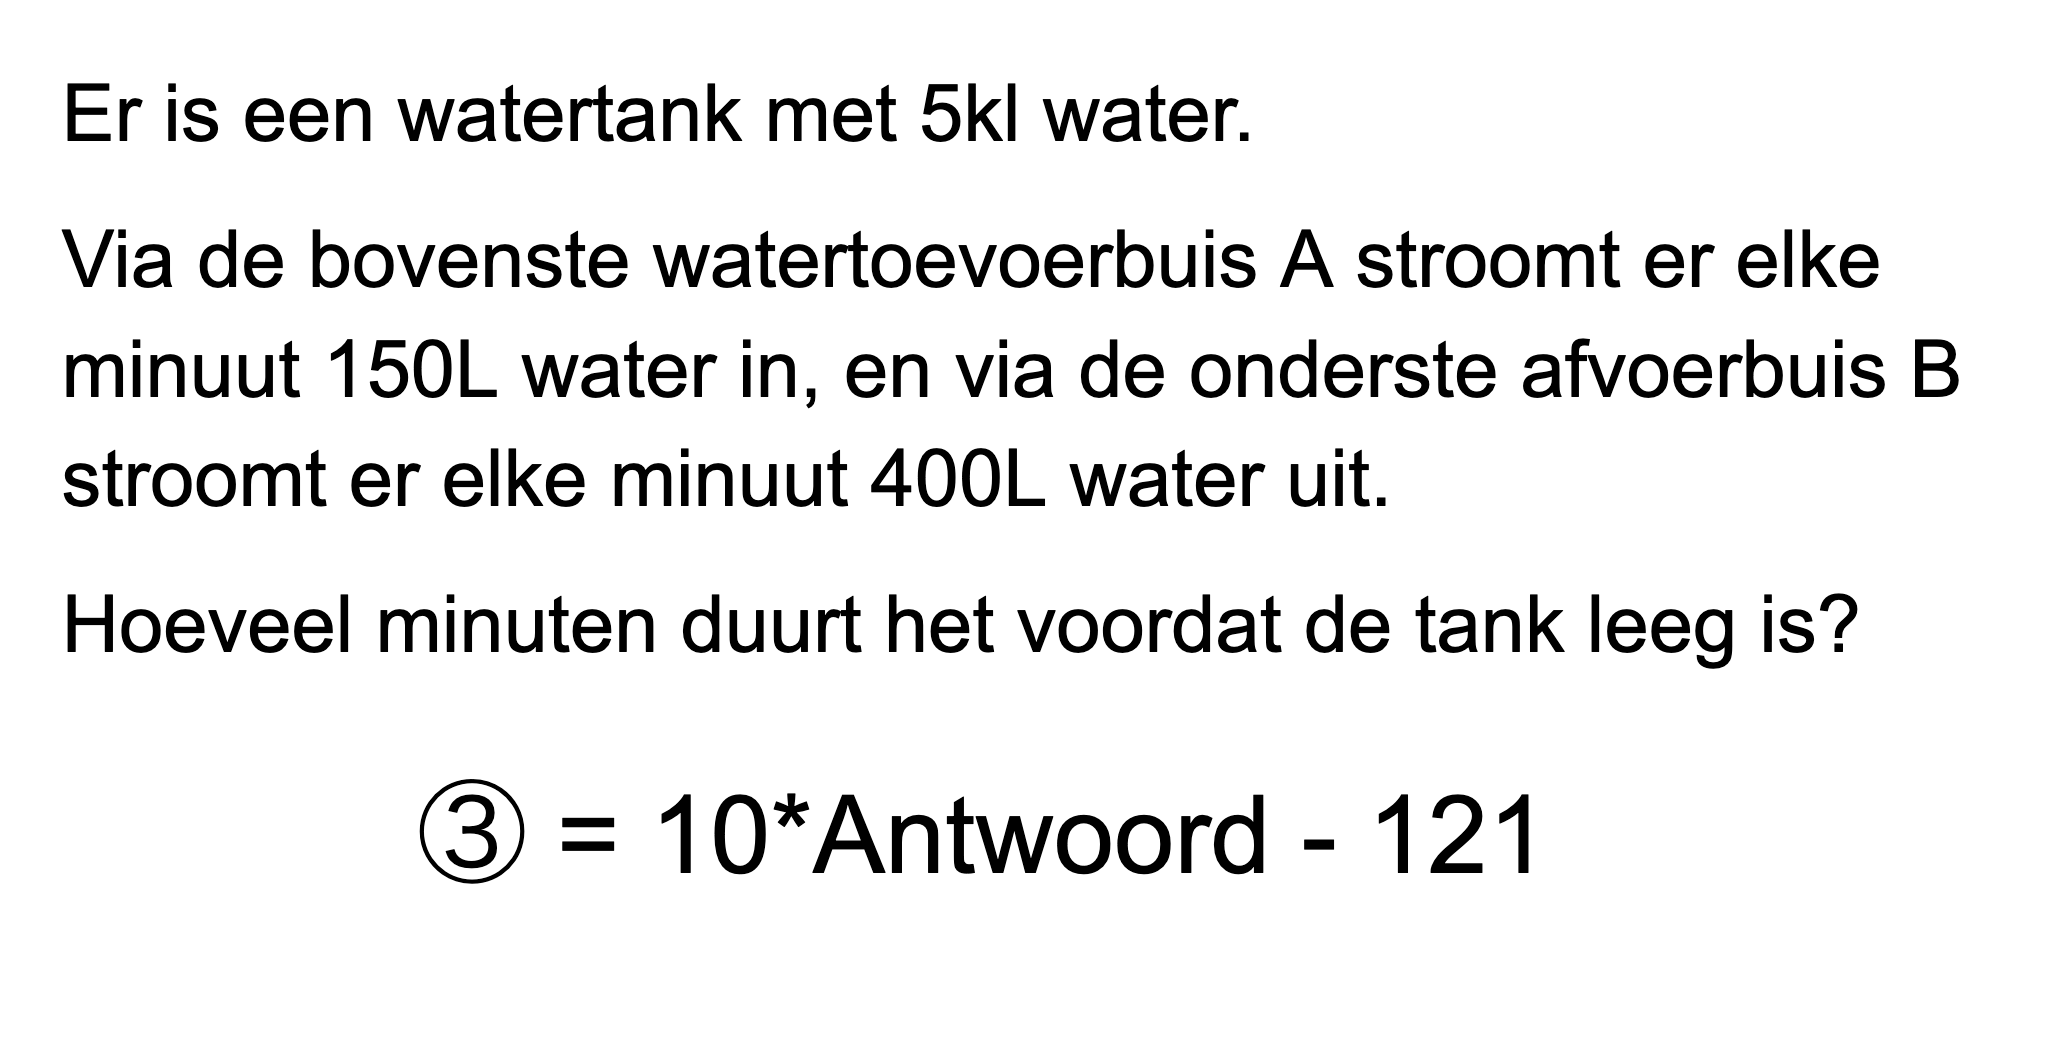 Er is een watertank met 5kl water.
Via de bovenste watertoevoerbuis A stroomt er elke
minuut 150L water in, en via de onderste afvoerbuis B
stroomt er elke minuut 400L water uit.
Hoeveel minuten duurt het voordat de tank leeg is?
③ = 10*Antwoord - 121